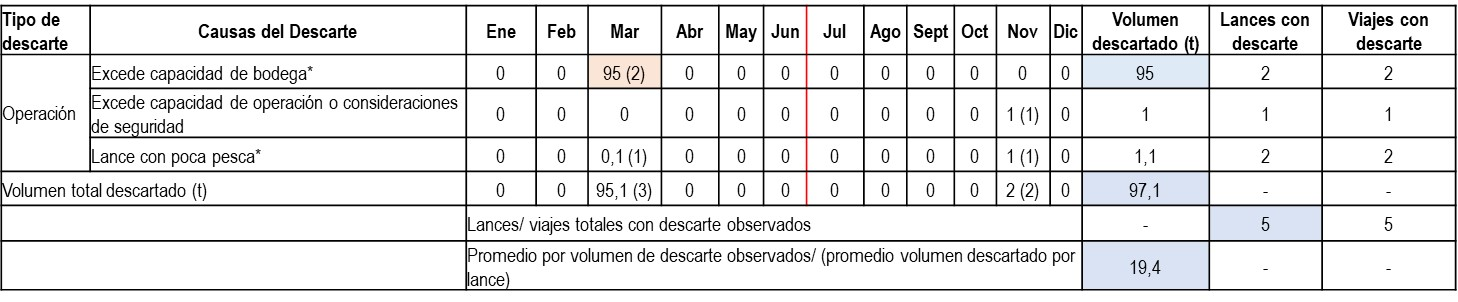 Tipo de descarte Causas del Descarte Ene Feb Mar Abr May Jun Jul Ago Sept Oct Nov Dic Volumen descartado (t) Lances con descarte Viajes con descarte
Operación
Excede capacidad de bodega* 0 0 95 (2) 0 0 0 0 0 0 0 0 0 95 2 2
Excede capacidad de operación o consideraciones de seguridad 0 0 0 0 0 0 0 0 0 0 1 (1) 0 1 1 1
Lance con poca pesca* 0 0 0,1 (1) 0 0 0 0 0 0 0 1 (1) 0 1,1 2 2
Volumen total descartado (t) 0 0 95,1 (3) 0 0 0 0 0 0 0 2 (2) 0 97,1 - -
Lances/ viajes totales con descarte observados - 5 5
Promedio por volumen de descarte observados/ (promedio volumen descartado por lance) 19,4 - -